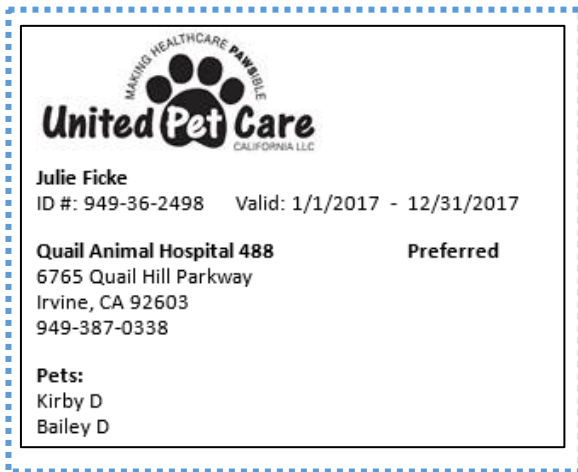 MAKING HEALTHCARE PAWSIBLE
United Pet Care
CALIFORNIA LLC
Julie Ficke
ID #: 949-36-2498 Valid: 1/1/2017 - 12/31/2017
Quail Animal Hospital 488 Preferred
6765 Quail Hill Parkway
Irvine, CA 92603
949-387-0338
Pets:
Kirby D
Bailey D